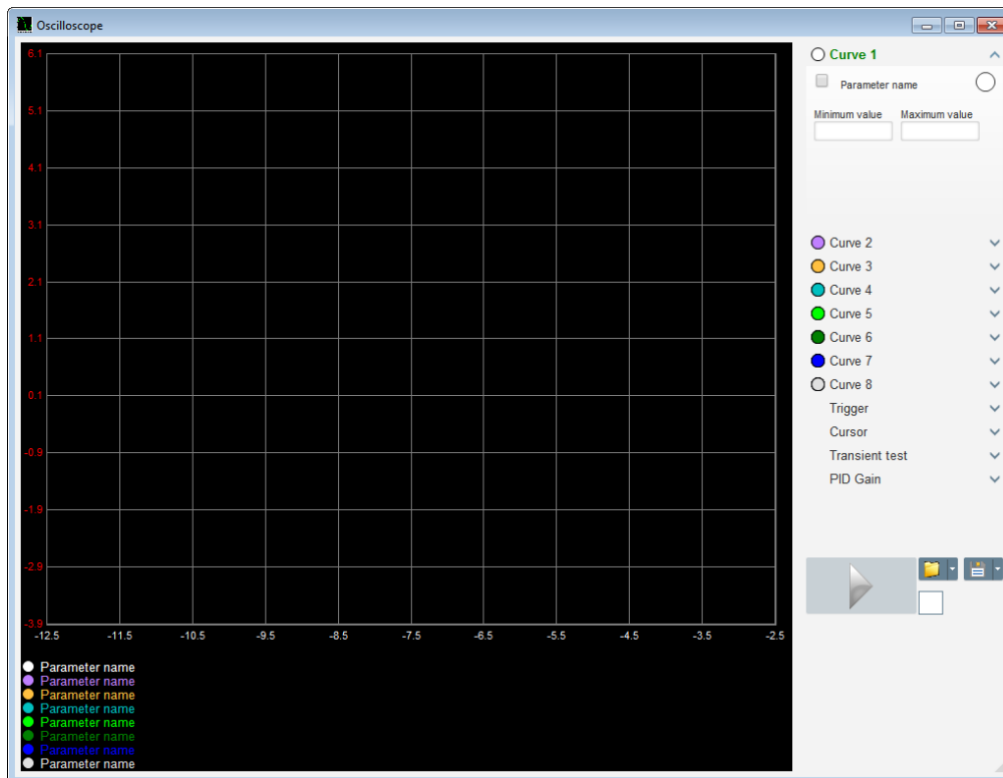 Oscilloscope
6.1
5.1
4.1
3.1
2.1
1.1
0.1
-0.9
-1.9
-2.9
-3.9
-12.5 -11.5 -10.5 -9.5 -8.5 -7.5 -6.5 -5.5 -4.5 -3.5 -2.5
Parameter name
Parameter name
Parameter name
Parameter name
Parameter name
Parameter name
Parameter name
Parameter name
Curve 1
Parameter name
Minimum value Maximum value
Curve 2
Curve 3
Curve 4
Curve 5
Curve 6
Curve 7
Curve 8
Trigger
Cursor
Transient test
PID Gain